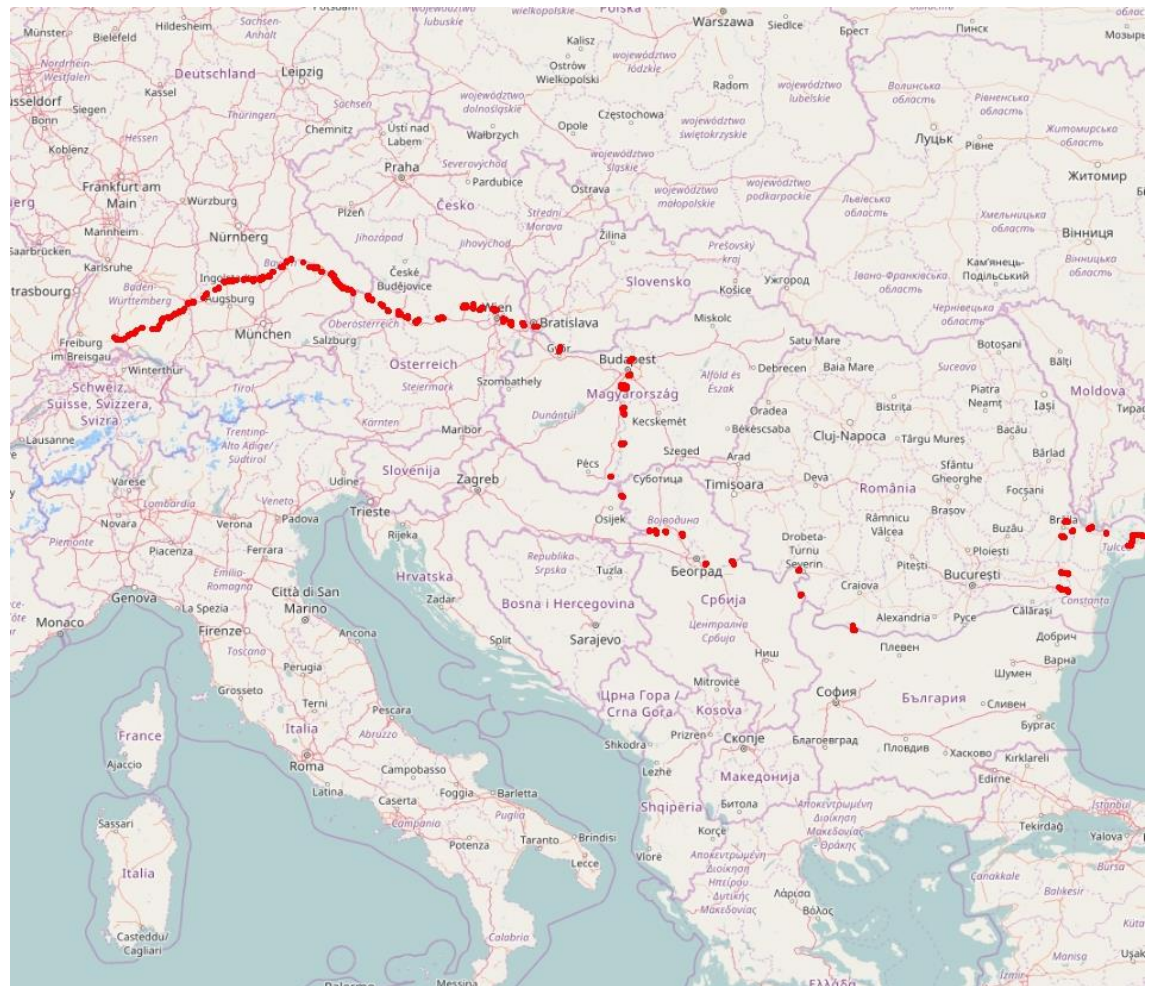 Warszawa
Siedlce
Брест
Пинск
Мозырь
Münster
Bielefeld
Hildesheim
Sachsen-
Anhalt
Kalisz
Ostrów
Wielkopolski
województwo
łódzkie
Radom
województwo
lubelskie
Волинська
область
Рівненська
область
Nordrhein-
Westfalen
Kassel
Deutschland
Leipzig
Siegen
Bonn
Thüringen
Sachsen
Chemnitz
województwo
dolnośląskie
Częstochowa
województwo
świętokrzyskie
Луцьк
Рівне
Житомирська
область
Житомир
Koblenz
Hessen
Ústí nad
Labem
Wałbrzych
Opole
województwo
śląskie
Praha
Severovýchod
Pardubice
Ostrava
województwo
małopolskie
województwo
podkarpackie
Львівська
область
Хмельницька
область
Вінниця
Frankfurt am
Main
Würzburg
Mannheim
Plzeň
Česko
Střední
Morava
Nürnberg
Jihozápad
Jihovýchod
Žilina
Prešovský
kraj
Кам'янець-
Подільський
Вінницька
область
Saarbrücken
Karlsruhe
České
Budějovice
Slovensko
Košice
Ужгород
Івано-Франківська
область
Чернівецька
область
Baden-
Württemberg
Augsburg
Wien
Bratislava
Miskolc
Freiburg
im Breisgau
München
Salzburg
Oberösterreich
Győr
Budapest
Satu Mare
Botoșani
Bălți
Winterthur
Österreich
Steiermark
Szombathely
Debrecen
Baia Mare
Suceava
Schweiz,
Suisse, Svizzera,
Svizra
Tirol
Magyarország
Alföld és
Észak
Piatra
Neamț
Iași
Moldova
Lausanne
Kärnten
Dunántúl
Kecskemét
Oradea
Bistrița
Trentino-
Alto Adige/
Südtirol
Maribor
Békéscsaba
Cluj-Napoca
Târgu Mureș
Bacău
Slovenija
Pécs
Szeged
Arad
Bârlad
Varese
Udine
Zagreb
Суботица
Timișoara
Deva
România
Sfântu
Gheorghe
Focșani
Lombardia
Veneto
Trieste
Novara
Verona
Padova
Rijeka
Osijek
Војводина
Râmnicu
Vâlcea
Brașov
Buzău
Brăila
Piemonte
Piacenza
Ferrara
Republika
Srpska
Tuzla
Drobeta-
Turnu
Severin
Pitești
Ploiești
Tulcea
Emilia-
Romagna
Hrvatska
Београд
Craiova
București
Genova
La Spezia
Città di San
Marino
Zadar
Bosna i Hercegovina
Србија
Alexandria
Русе
Călărași
Constanța
Monaco
Firenze
Ancona
Split
Sarajevo
Централна
Србија
Плевен
Добрич
Toscana
Ниш
Варна
Perugia
Mitrovicë
Шумен
Grosseto
Terni
Црна Гора /
Crna Gora
Kosova
София
България
Сливен
France
Italia
Pescara
Abruzzo
Бургас
Ajaccio
Roma
Shkodra
Prizren
Скопје
Благоевград
Пловдив
Хасково
Kırklareli
Latina
Campobasso
Lezhë
Македонија
Edirne
Caserta
Foggia
Barletta
Shqipëria
Битола
Αποκεντρωμένη
Διοίκηση
Μακεδονίας
Θράκης
İstanbul
Sassari
Campania
Puglia
Tekirdağ
Yalova
Potenza
Taranto
Brindisi
Korçë
Lecce
Vlorë
Αποκεντρωμένη
Διοίκηση
Ηπείρου
Δυτικής
Μακεδονίας
Çanakkale
Bursa
Italia
Λάρισα
Βόλος
Balıkesir
Casteddu/
Cagliari
Calabria
Manisa
Messina
Ελλάδα
İzmir